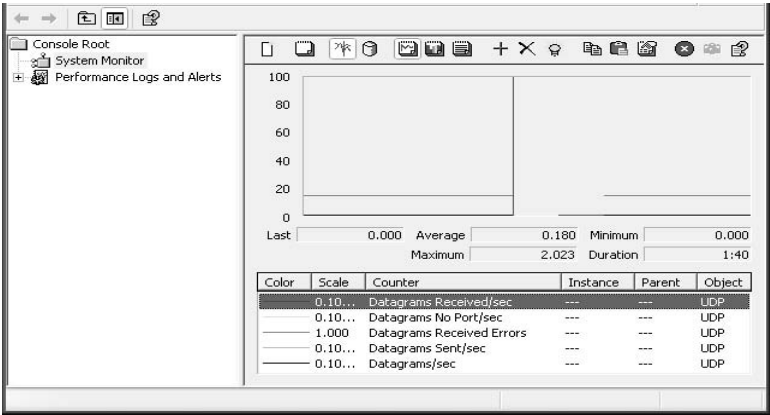 Console Root
System Monitor
Performance Logs and Alerts
100
80
60
40
20
0
Last 0.000 Average 0.180 Minimum 0.000
Maximum 2.023 Duration 1:40
Color Scale Counter Instance Parent Object
0.10... Datagrams Received/sec --- --- UDP
0.10... Datagrams No Port/sec --- --- UDP
1.000 Datagrams Received Errors --- --- UDP
0.10... Datagrams Sent/sec --- --- UDP
0.10... Datagrams/sec --- --- UDP